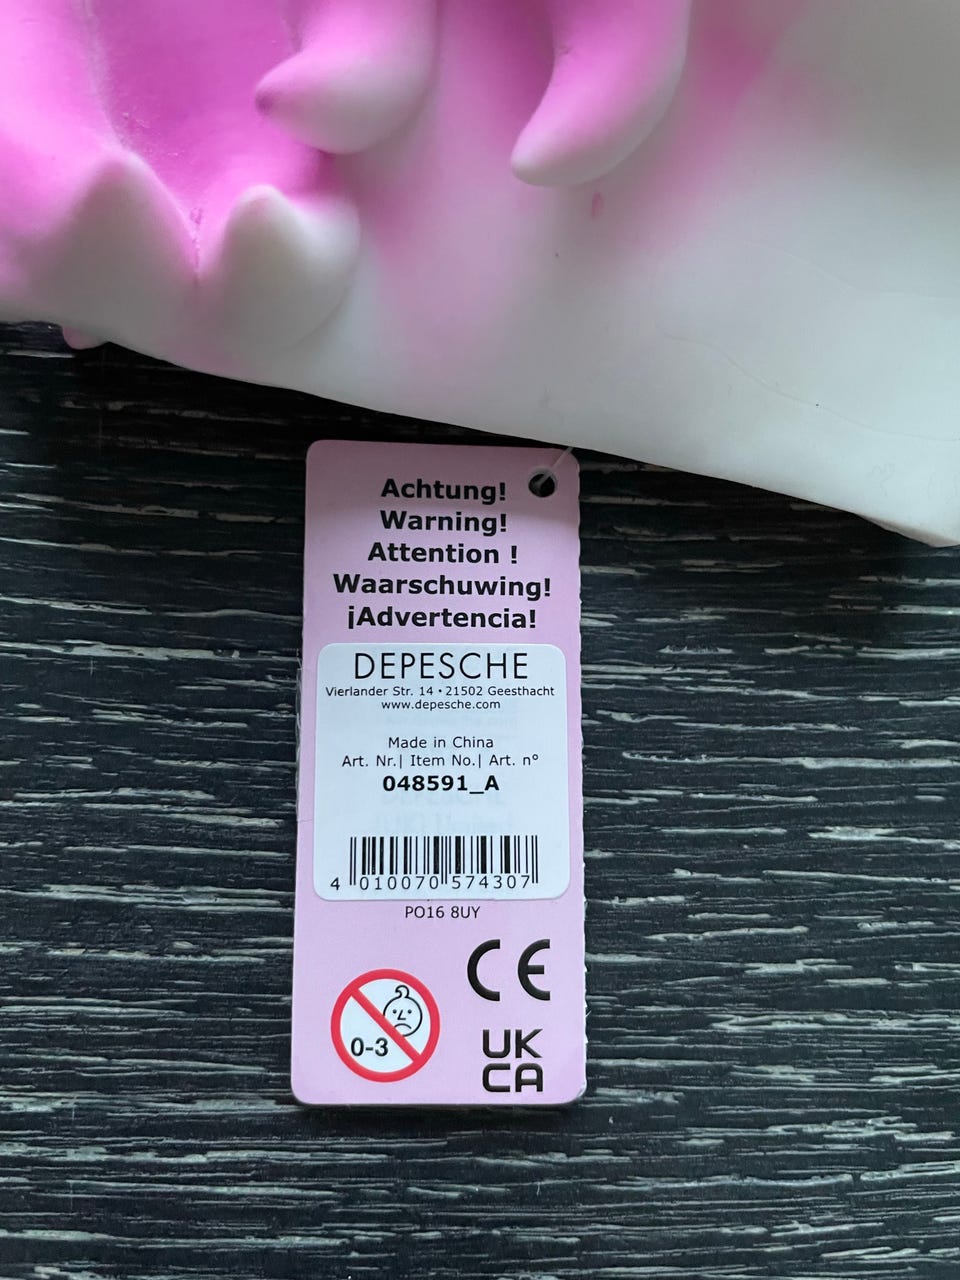 Achtung!
Warning!
Attention !
Waarschuwing!
¡Advertencia!
DEPESCHE
Vierlander Str. 14 • 21502 Geesthacht
www.depesche.com
Made in China
Art. Nr.| Item No.| Art. n°
048591_A
4 010070 574307
PO16 8UY
CE
0-3
UK
CA